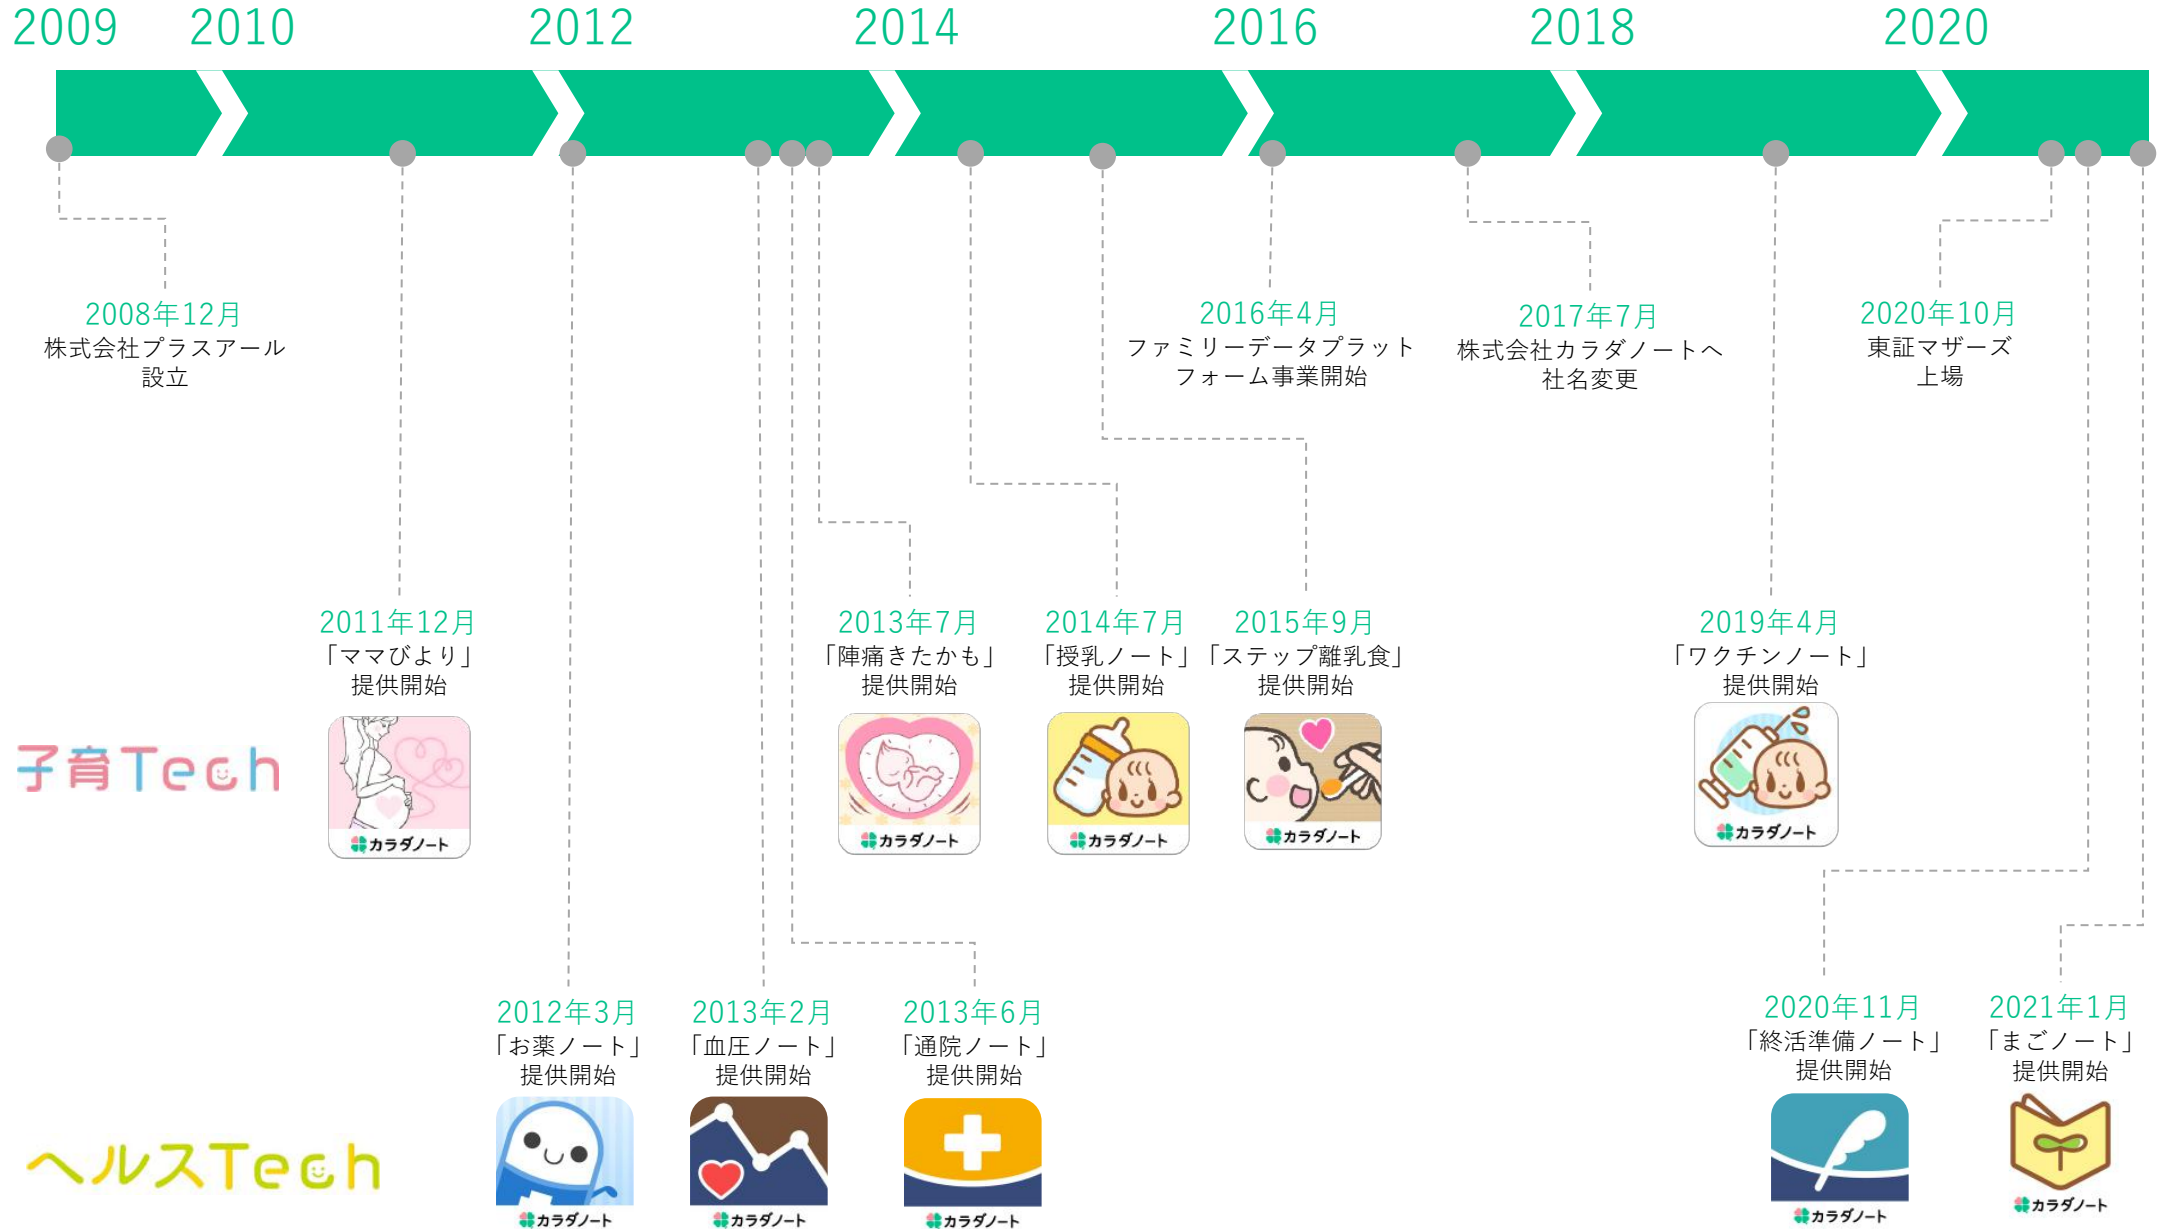 2009
2010
2012
2014
2016
2018
2020
2008年12月
株式会社プラスアール
設立
2016年4月
ファミリーデータプラット
フォーム事業開始
2017年7月
株式会社カラダノートへ
社名変更
2020年10月
東証マザーズ
上場
子育Tech
2011年12月
「ママびより」
提供開始
カラダノート
2013年7月
「陣痛きたかも」
提供開始
カラダノート
2014年7月
「授乳ノート」
提供開始
カラダノート
2015年9月
「ステップ離乳食」
提供開始
カラダノート
2019年4月
「ワクチンノート」
提供開始
カラダノート
ヘルスTech
2012年3月
「お薬ノート」
提供開始
カラダノート
2013年2月
「血圧ノート」
提供開始
カラダノート
2013年6月
「通院ノート」
提供開始
カラダノート
2020年11月
「終活準備ノート」
提供開始
カラダノート
2021年1月
「まごノート」
提供開始
カラダノート